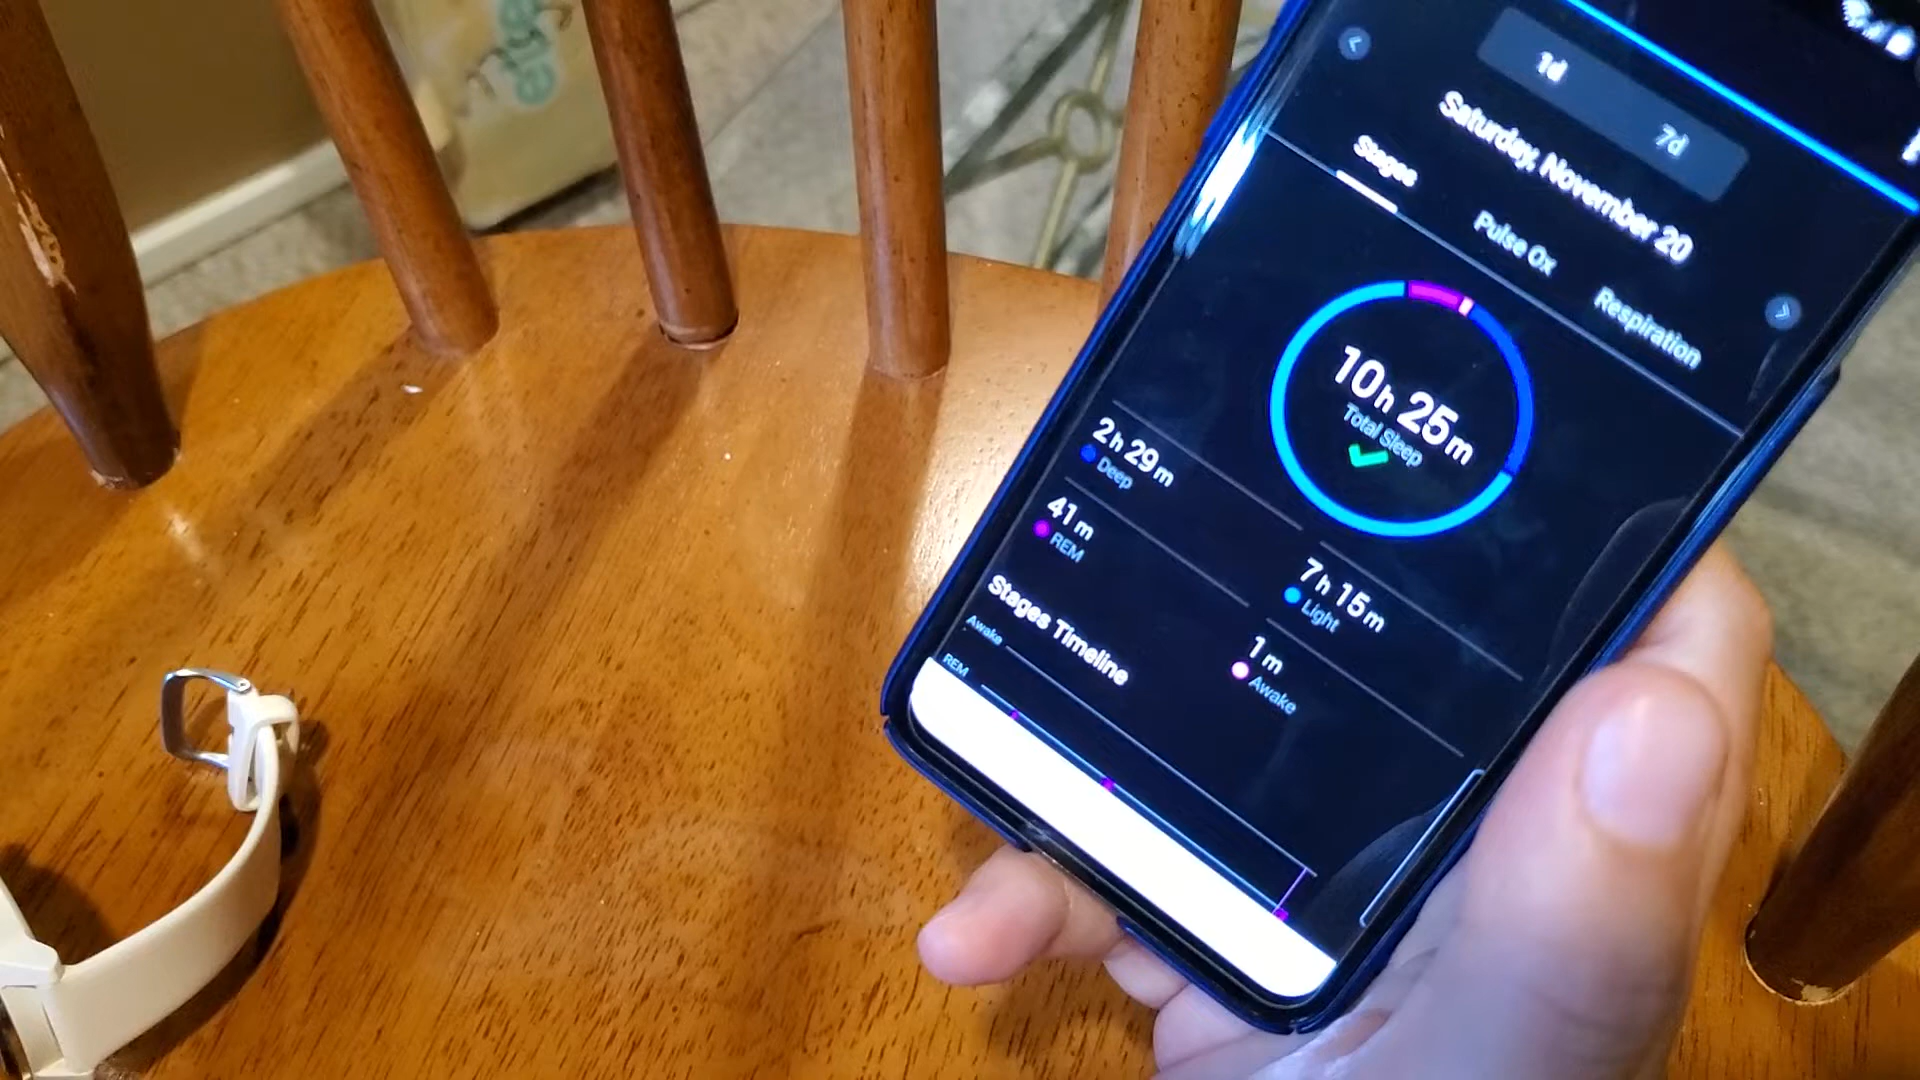 1d
7d
Saturday, November 20
Stages
Pulse Ox
Respiration
10h 25m
Total Sleep
2h 29m
Deep
7h 15m
Light
41m
REM
1m
Awake
Stages Timeline
Awake
REM